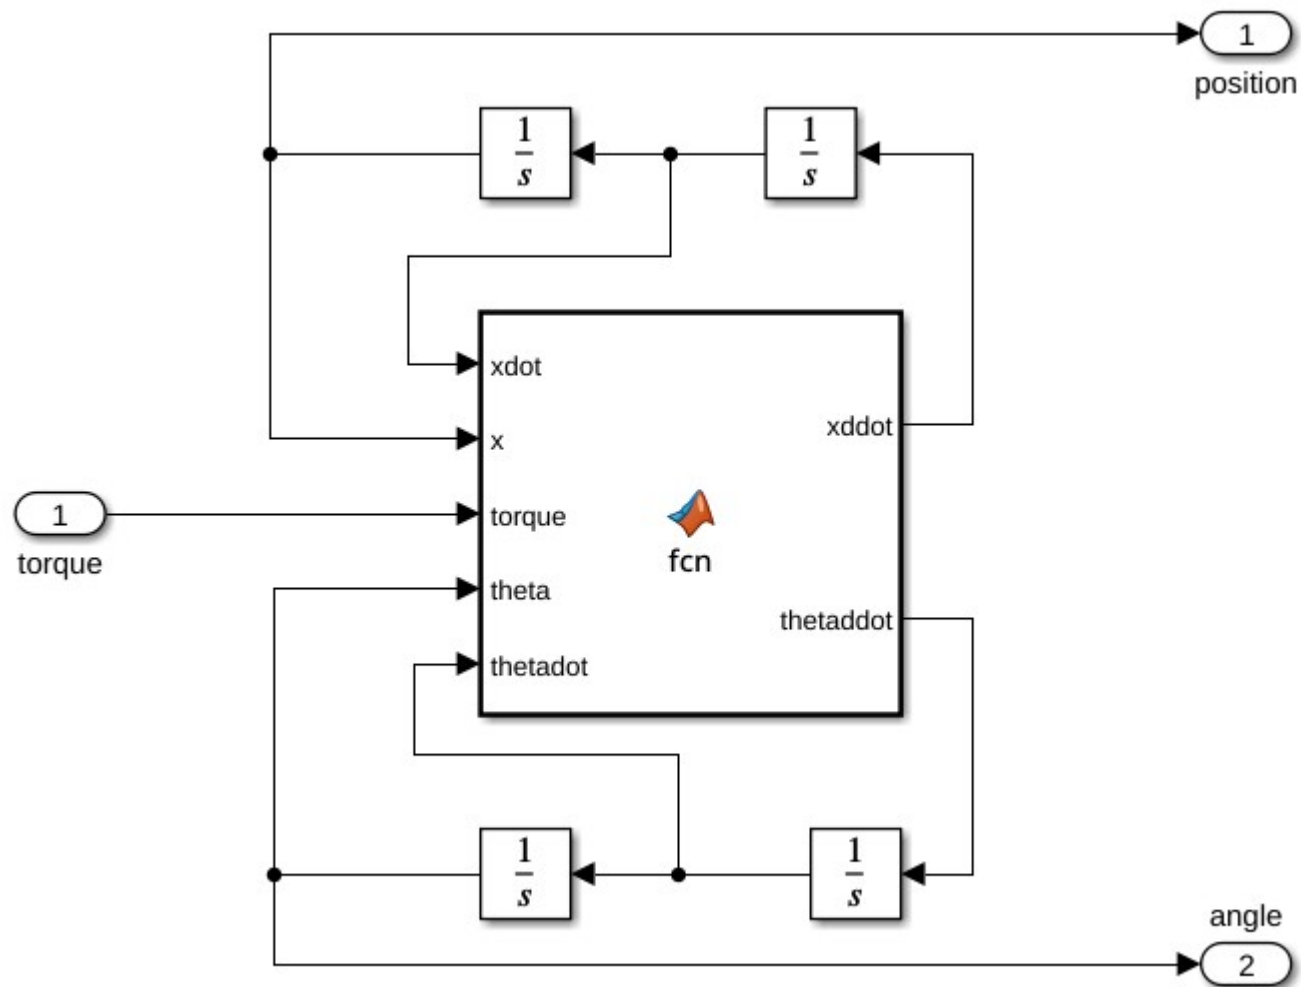 1
position
1
s
1
s
xdot
x
xddot
1
torque
torque
fcn
theta
thetaddot
thetadot
1
s
1
s
angle
2